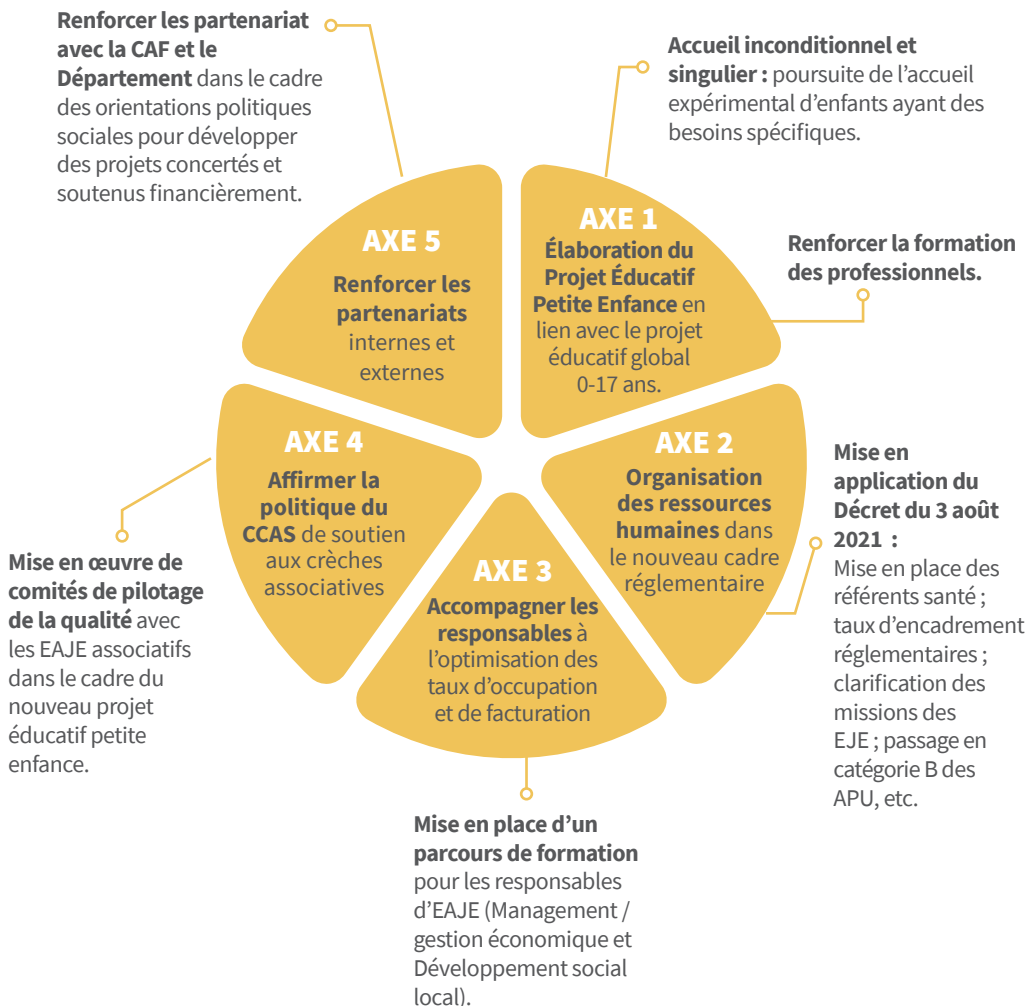 Renforcer les partenariat
avec la CAF et le
Département dans le cadre
des orientations politiques
sociales pour développer
des projets concertés et
soutenus financièrement.
Accueil inconditionnel et
singulier : poursuite de l’accueil
expérimental d’enfants ayant des
besoins spécifiques.
AXE 1
Élaboration du
Projet Éducatif
Petite Enfance en
lien avec le projet
éducatif global
0-17 ans.
Renforcer la formation
des professionnels.
AXE 2
Organisation
des ressources
humaines dans
le nouveau cadre
réglementaire
Mise en
application du
Décret du 3 août
2021 :
Mise en place des
référents santé ;
taux d’encadrement
réglementaires ;
clarification des
missions des
EJE ; passage en
catégorie B des
APU, etc.
AXE 3
Accompagner les
responsables à
l’optimisation des
taux d’occupation
et de facturation
Mise en place d’un
parcours de formation
pour les responsables
d’EAJE (Management /
gestion économique et
Développement social
local).
AXE 4
Affirmer la
politique du
CCAS de soutien
aux crèches
associatives
Mise en œuvre de
comités de pilotage
de la qualité avec
les EAJE associatifs
dans le cadre du
nouveau projet
éducatif petite
enfance.
AXE 5
Renforcer les
partenariats
internes et
externes